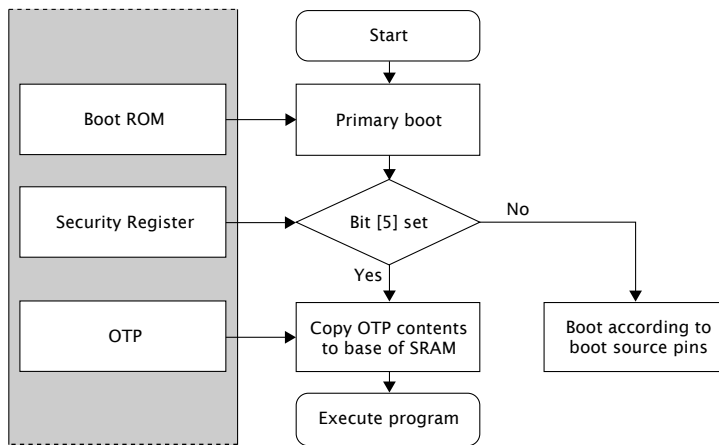 Start
Boot ROM
Primary boot
Security Register
Bit [5] set
No
Yes
OTP
Copy OTP contents
to base of SRAM
Boot according to
boot source pins
Execute program